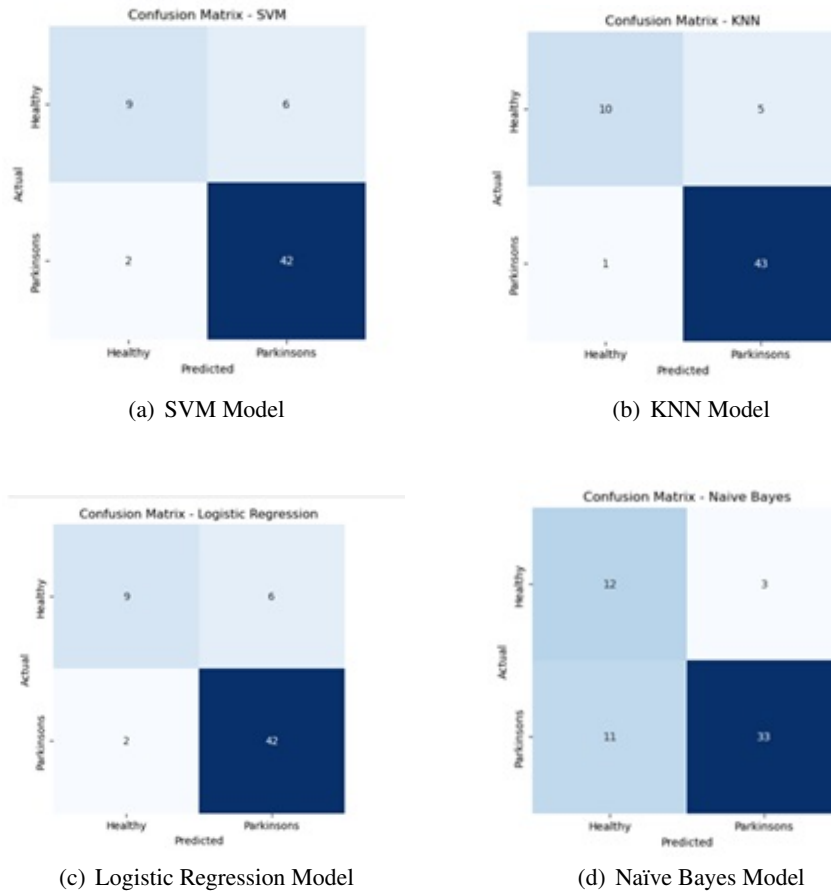 Confusion Matrix - SVM
Healthy
9
6
Actual
Parkinsons
2
42
Healthy
Parkinsons
Predicted
(a) SVM Model
Confusion Matrix - KNN
Healthy
10
5
Actual
Parkinsons
1
43
Healthy
Parkinsons
Predicted
(b) KNN Model
Confusion Matrix - Logistic Regression
Healthy
9
6
Actual
Parkinsons
2
42
Healthy
Parkinsons
Predicted
(c) Logistic Regression Model
Confusion Matrix - Naive Bayes
Healthy
12
3
Actual
Parkinsons
11
33
Healthy
Parkinsons
Predicted
(d) Naïve Bayes Model